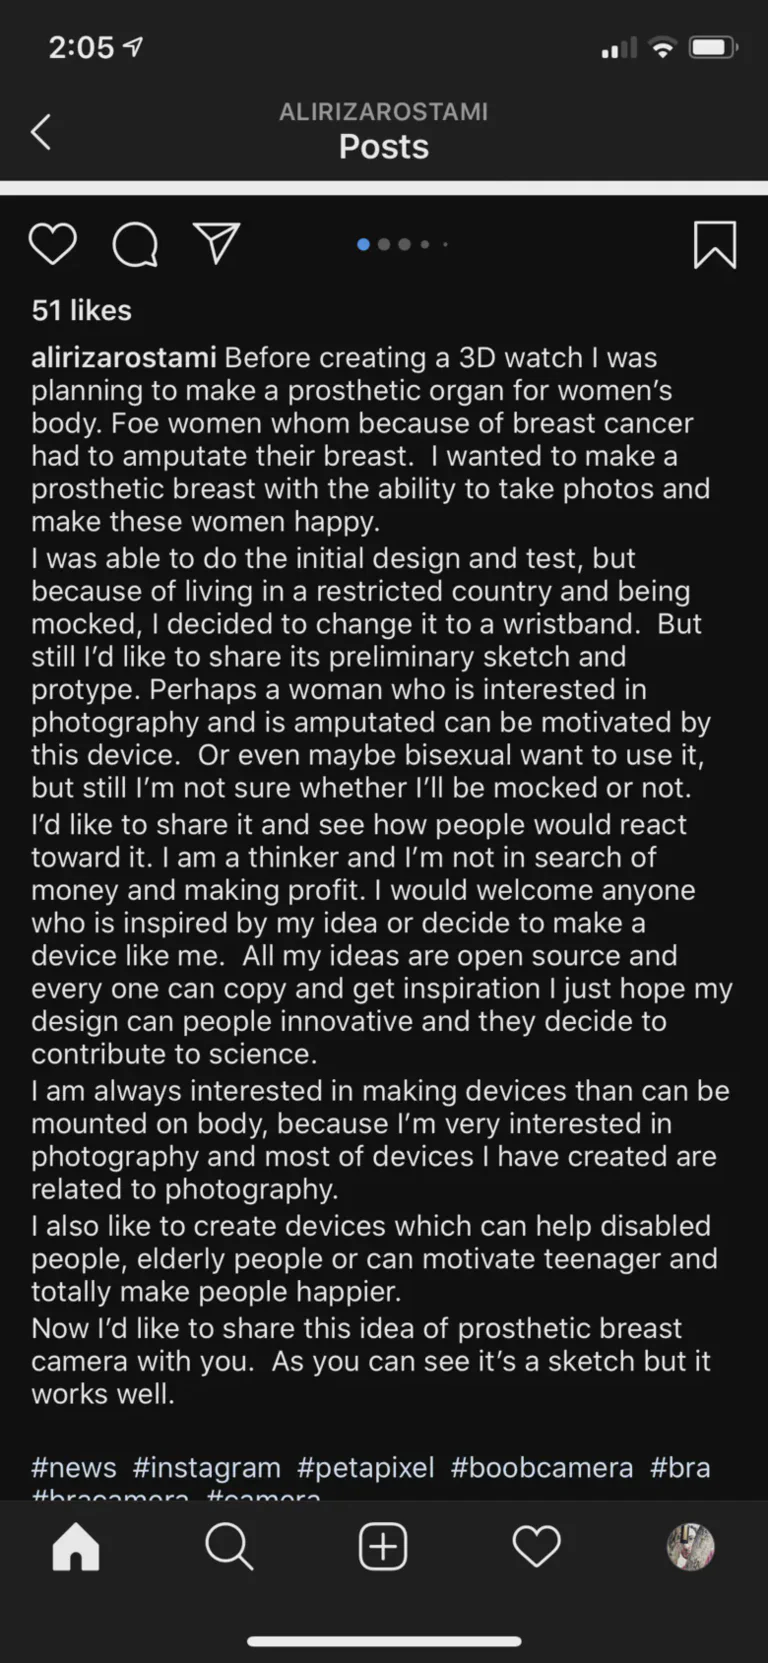 2:05
ALIRIZAROSTAMI
Posts
51 likes
alirizarostami Before creating a 3D watch I was
planning to make a prosthetic organ for women’s
body. Foe women whom because of breast cancer
had to amputate their breast.  I wanted to make a
prosthetic breast with the ability to take photos and
make these women happy.
I was able to do the initial design and test, but
because of living in a restricted country and being
mocked, I decided to change it to a wristband.  But
still I’d like to share its preliminary sketch and
protype. Perhaps a woman who is interested in
photography and is amputated can be motivated by
this device.  Or even maybe bisexual want to use it,
but still I’m not sure whether I’ll be mocked or not.
I’d like to share it and see how people would react
toward it. I am a thinker and I’m not in search of
money and making profit. I would welcome anyone
who is inspired by my idea or decide to make a
device like me.  All my ideas are open source and
every one can copy and get inspiration I just hope my
design can people innovative and they decide to
contribute to science.
I am always interested in making devices than can be
mounted on body, because I’m very interested in
photography and most of devices I have created are
related to photography.
I also like to create devices which can help disabled
people, elderly people or can motivate teenager and
totally make people happier.
Now I’d like to share this idea of prosthetic breast
camera with you.  As you can see it’s a sketch but it
works well.
#news #instagram #petapixel #boobcamera #bra
#bracamera #camera